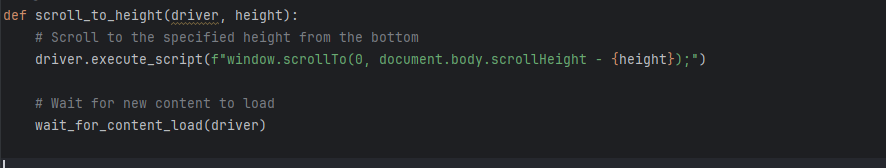 def scroll_to_height(driver, height):
    # Scroll to the specified height from the bottom
    driver.execute_script(f"window.scrollTo(0, document.body.scrollHeight - {height});")
    # Wait for new content to load
    wait_for_content_load(driver)